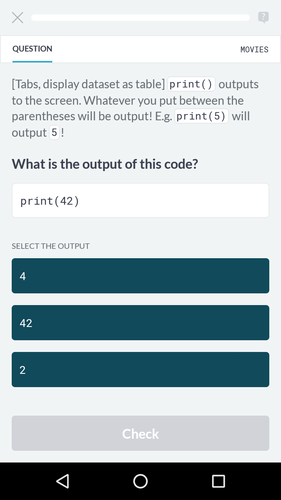 QUESTION
MOVIES
[Tabs, display dataset as table] print() outputs
to the screen. Whatever you put between the
parentheses will be output! E.g. print(5) will
output 5!
What is the output of this code?
print(42)
SELECT THE OUTPUT
4
42
2
Check